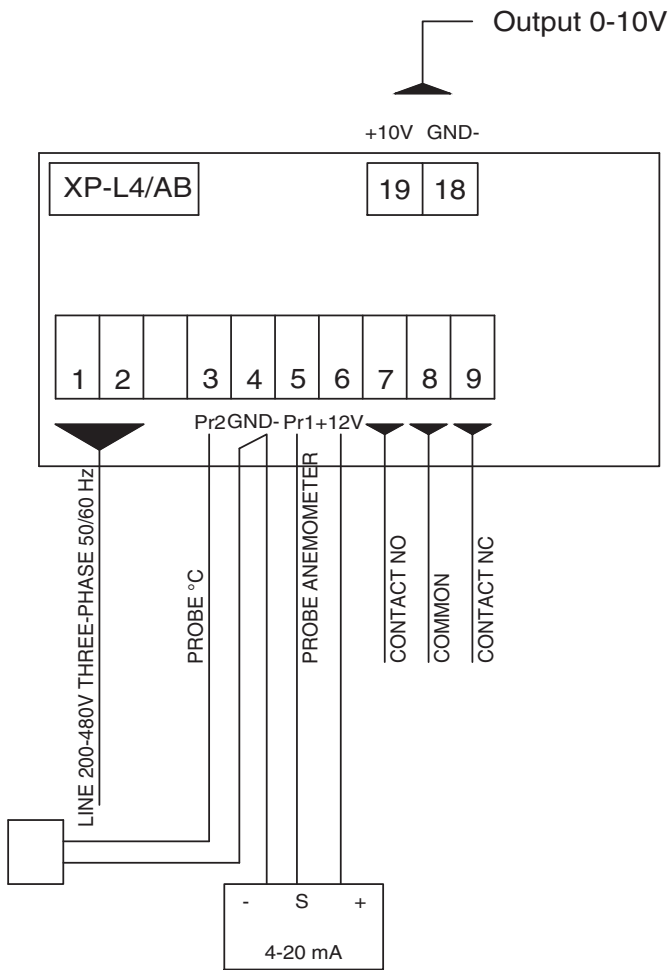 Output 0-10V
+10V GND-
XP-L4/AB
19 18
1 2 3 4 5 6 7 8 9
Pr2 GND- Pr1 +12V
LINE 200-480V THREE-PHASE 50/60 Hz
PROBE °C
PROBE ANEMOMETER
CONTACT NO
COMMON
CONTACT NC
- S +
4-20 mA